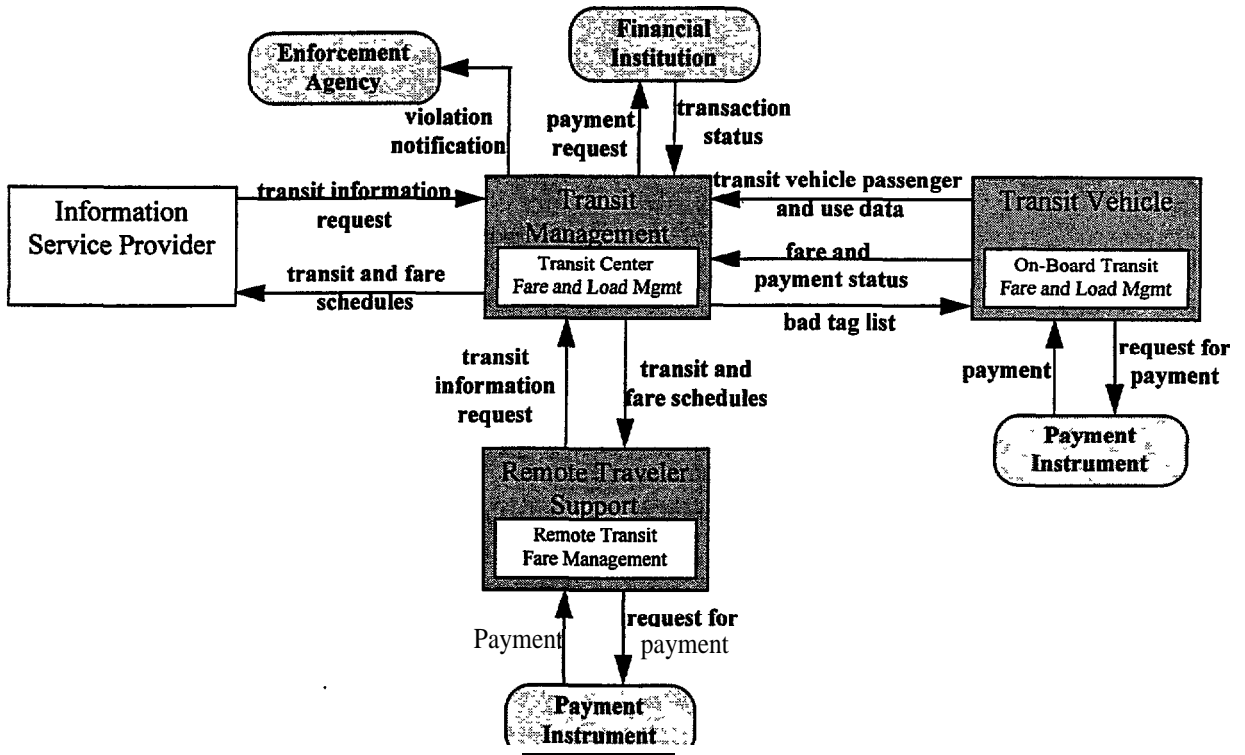 Financial
Institution
Enforcement
Agency
violation
notification
payment
request
transaction
status
Information
Service Provider
transit information
request
transit and fare
schedules
Transit
Management
Transit Center
Fare and Load Mgmt
transit vehicle passenger
and use data
fare and
payment status
bad tag list
Transit Vehicle
On-Board Transit
Fare and Load Mgmt
transit
information
request
transit and
fare schedules
payment
request for
payment
Payment
Instrument
Remote Traveler
Support
Remote Transit
Fare Management
Payment
request for
payment
Payment
Instrument